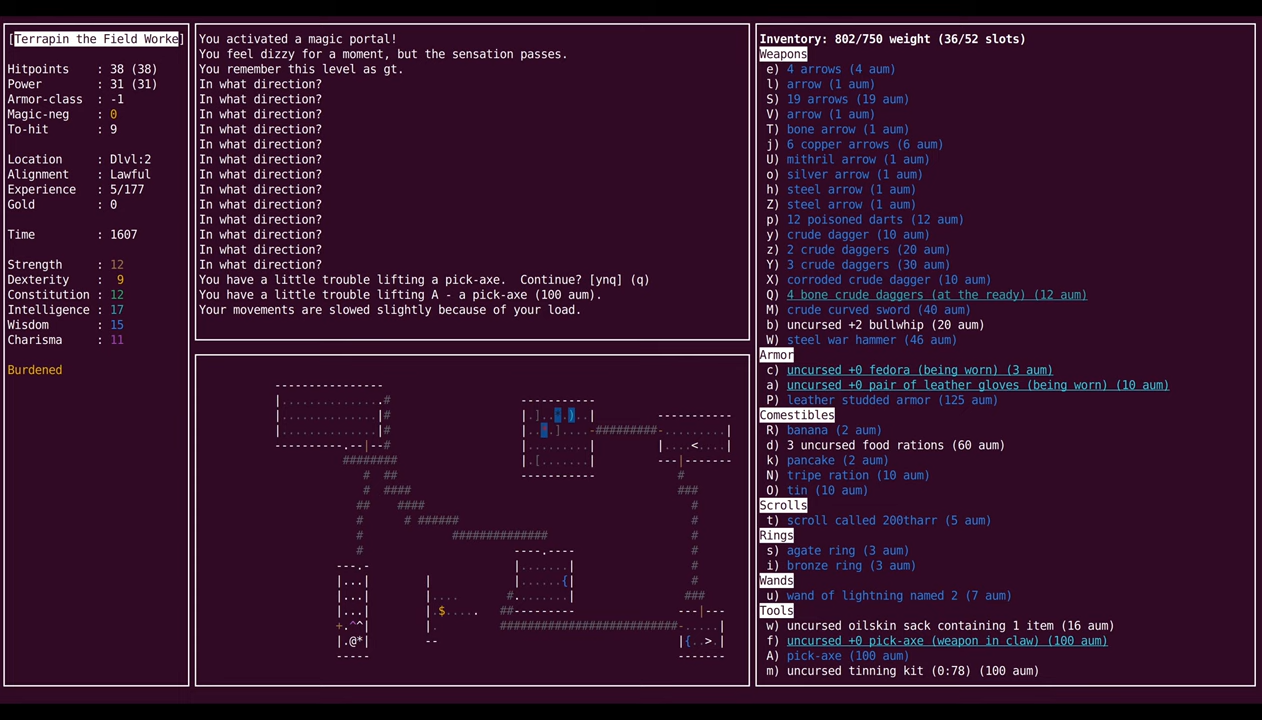 [Terrapin the Field Worke]
Hitpoints : 38 (38)
Power : 31 (31)
Armor-class : -1
Magic-neg : 0
To-hit : 9
Location : Dlvl:2
Alignment : Lawful
Experience : 5/177
Gold : 0
Time : 1607
Strength : 12
Dexterity : 9
Constitution : 12
Intelligence : 17
Wisdom : 15
Charisma : 11
Burdened
You activated a magic portal!
You feel dizzy for a moment, but the sensation passes.
You remember this level as gt.
In what direction?
In what direction?
In what direction?
In what direction?
In what direction?
In what direction?
In what direction?
In what direction?
In what direction?
In what direction?
In what direction?
In what direction?
In what direction?
You have a little trouble lifting a pick-axe. Continue? [ynq] (q)
You have a little trouble lifting A - a pick-axe (100 aum).
Your movements are slowed slightly because of your load.
Inventory: 802/750 weight (36/52 slots)
Weapons
e) 4 arrows (4 aum)
l) arrow (1 aum)
S) 19 arrows (19 aum)
V) arrow (1 aum)
T) bone arrow (1 aum)
j) 6 copper arrows (6 aum)
U) mithril arrow (1 aum)
o) silver arrow (1 aum)
h) steel arrow (1 aum)
Z) steel arrow (1 aum)
p) 12 poisoned darts (12 aum)
y) crude dagger (10 aum)
z) 2 crude daggers (20 aum)
Y) 3 crude daggers (30 aum)
X) corroded crude dagger (10 aum)
Q) 4 bone crude daggers (at the ready) (12 aum)
M) crude curved sword (40 aum)
b) uncursed +2 bullwhip (20 aum)
W) steel war hammer (46 aum)
Armor
c) uncursed +0 fedora (being worn) (3 aum)
a) uncursed +0 pair of leather gloves (being worn) (10 aum)
P) leather studded armor (125 aum)
Comestibles
R) banana (2 aum)
d) 3 uncursed food rations (60 aum)
k) pancake (2 aum)
N) tripe ration (10 aum)
O) tin (10 aum)
Scrolls
t) scroll called 200tharr (5 aum)
Rings
s) agate ring (3 aum)
i) bronze ring (3 aum)
Wands
u) wand of lightning named 2 (7 aum)
Tools
w) uncursed oilskin sack containing 1 item (16 aum)
f) uncursed +0 pick-axe (weapon in claw) (100 aum)
A) pick-axe (100 aum)
m) uncursed tinning kit (0:78) (100 aum)